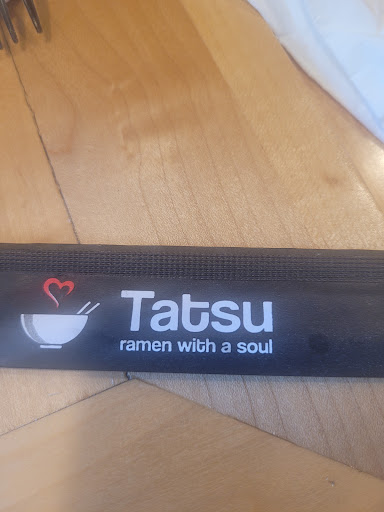 Tatsu
ramen with a soul